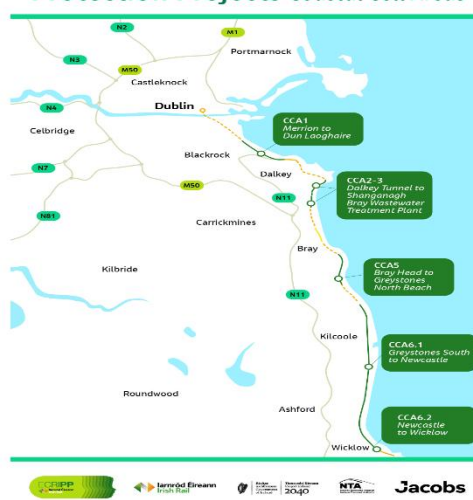 N2
M1
Portmarnock
N3
M50
Castleknock
Dublin
N4
CCA1
Merrion to
Dun Laoghaire
Celbridge
Blackrock
N7
Dalkey
CCA2-3
Dalkey Tunnel to
Shanganagh
Bray Wastewater
Treatment Plant
M50
N11
N81
Carrickmines
Bray
Kilbride
CCA5
Bray Head to
Greystones
North Beach
N11
Kilcoole
CCA6.1
Greystones South
to Newcastle
Roundwood
Ashford
CCA6.2
Newcastle
to Wicklow
Wicklow
ECRIPP
Iarnród Éireann
Irish Rail
2040
NTA
Jacobs